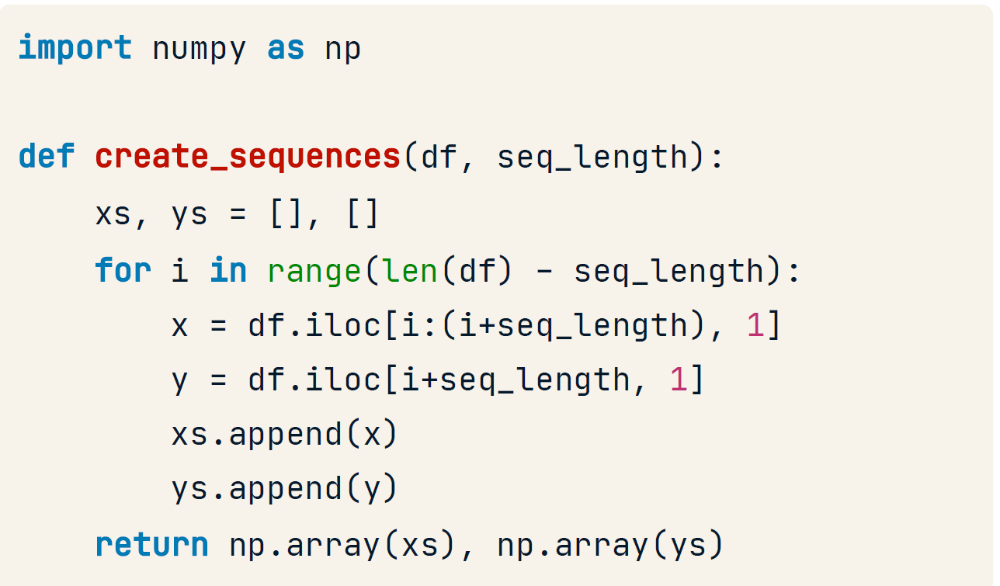 import numpy as np
def create_sequences(df, seq_length):
    xs, ys = [], []
    for i in range(len(df) - seq_length):
        x = df.iloc[i:(i+seq_length), 1]
        y = df.iloc[i+seq_length, 1]
        xs.append(x)
        ys.append(y)
    return np.array(xs), np.array(ys)